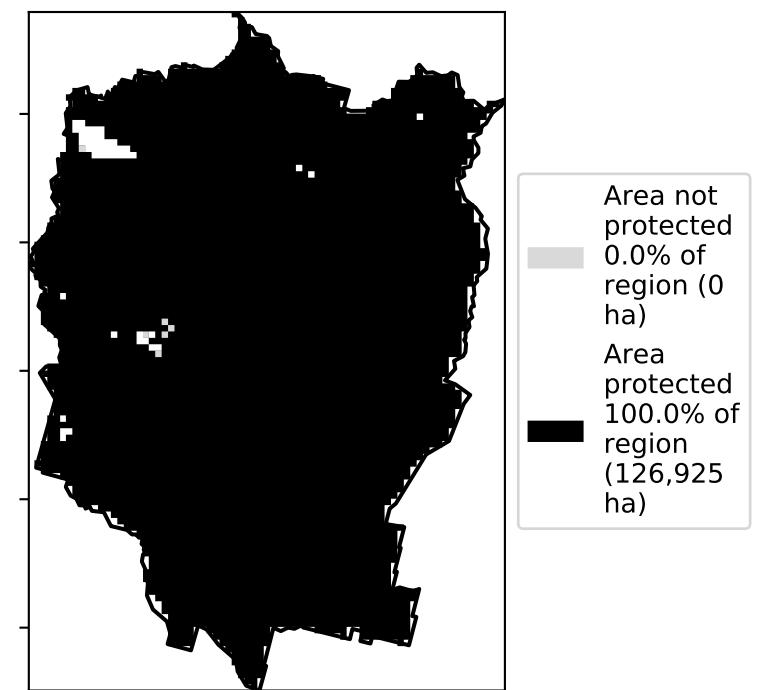 Area not
protected
0.0% of
region (0
ha)
Area
protected
100.0% of
region
(126,925
ha)